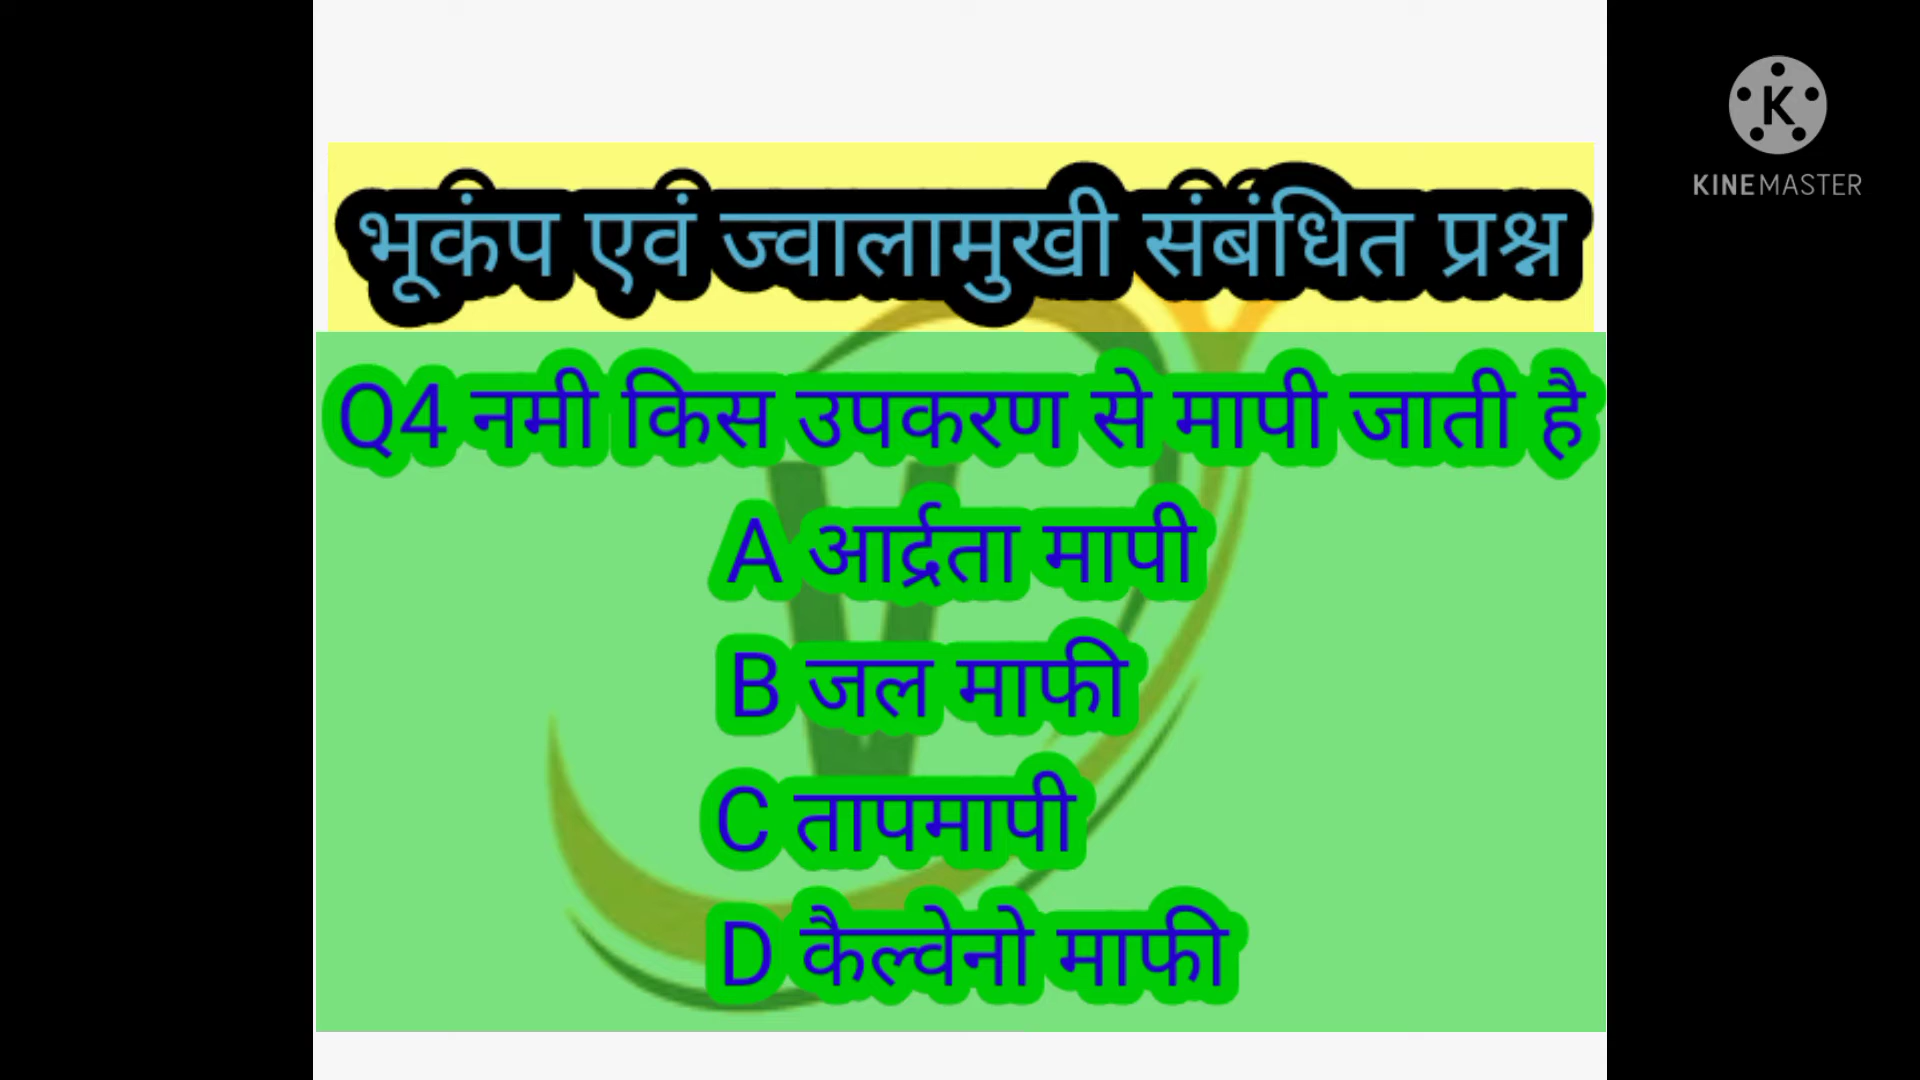 भूकंप एवं ज्वालामुखी संबंधित प्रश्न
Q4 नमी किस उपकरण से मापी जाती है
A आर्द्रता मापी
B जल माफी
C तापमापी
D कैल्वेनो माफी
K
KINEMASTER